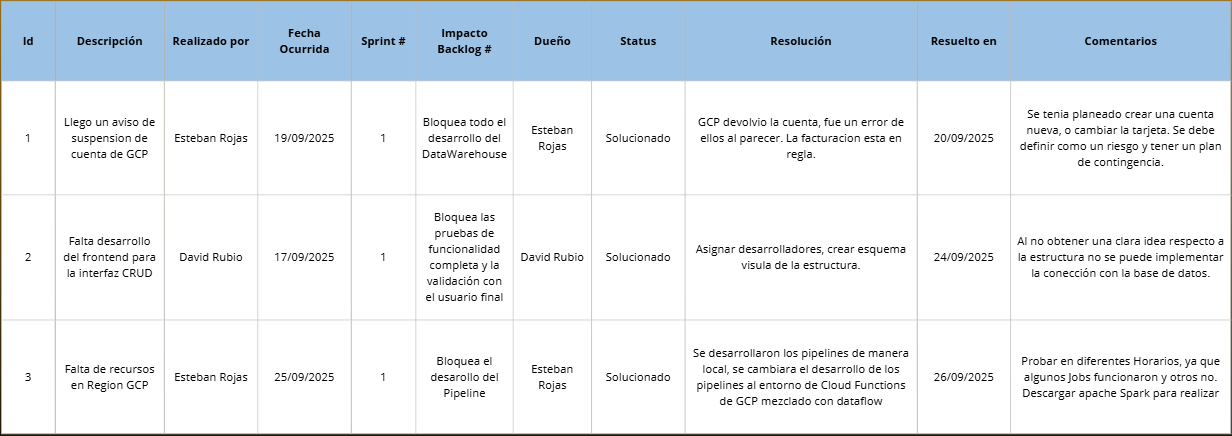 Id
Descripción
Realizado por
Fecha
Ocurrida
Sprint #
Impacto
Backlog #
Dueño
Status
Resolución
Resuelto en
Comentarios
1
Llego un aviso de
suspension de
cuenta de GCP
Esteban Rojas
19/09/2025
1
Bloquea todo el
desarrollo del
DataWarehouse
Esteban
Rojas
Solucionado
GCP devolvio la cuenta, fue un error de
ellos al parecer. La facturacion esta en
regla.
20/09/2025
Se tenia planeado crear una cuenta
nueva, o cambiar la tarjeta. Se debe
definir como un riesgo y tener un plan
de contingencia.
2
Falta desarrollo
del frontend para
la interfaz CRUD
David Rubio
17/09/2025
1
Bloquea las
pruebas de
funcionalidad
completa y la
validación con
el usuario final
David Rubio
Solucionado
Asignar desarrolladores, crear esquema
visula de la estructura.
24/09/2025
Al no obtener una clara idea respecto a
la estructura no se puede implementar
la conección con la base de datos.
3
Falta de recursos
en Region GCP
Esteban Rojas
25/09/2025
1
Bloquea el
desarollo del
Pipeline
Esteban
Rojas
Solucionado
Se desarrollaron los pipelines de manera
local, se cambiara el desarrollo de los
pipelines al entorno de Cloud Functions
de GCP mezclado con dataflow
26/09/2025
Probar en diferentes Horarios, ya que
algunos Jobs funcionaron y otros no.
Descargar apache Spark para realizar